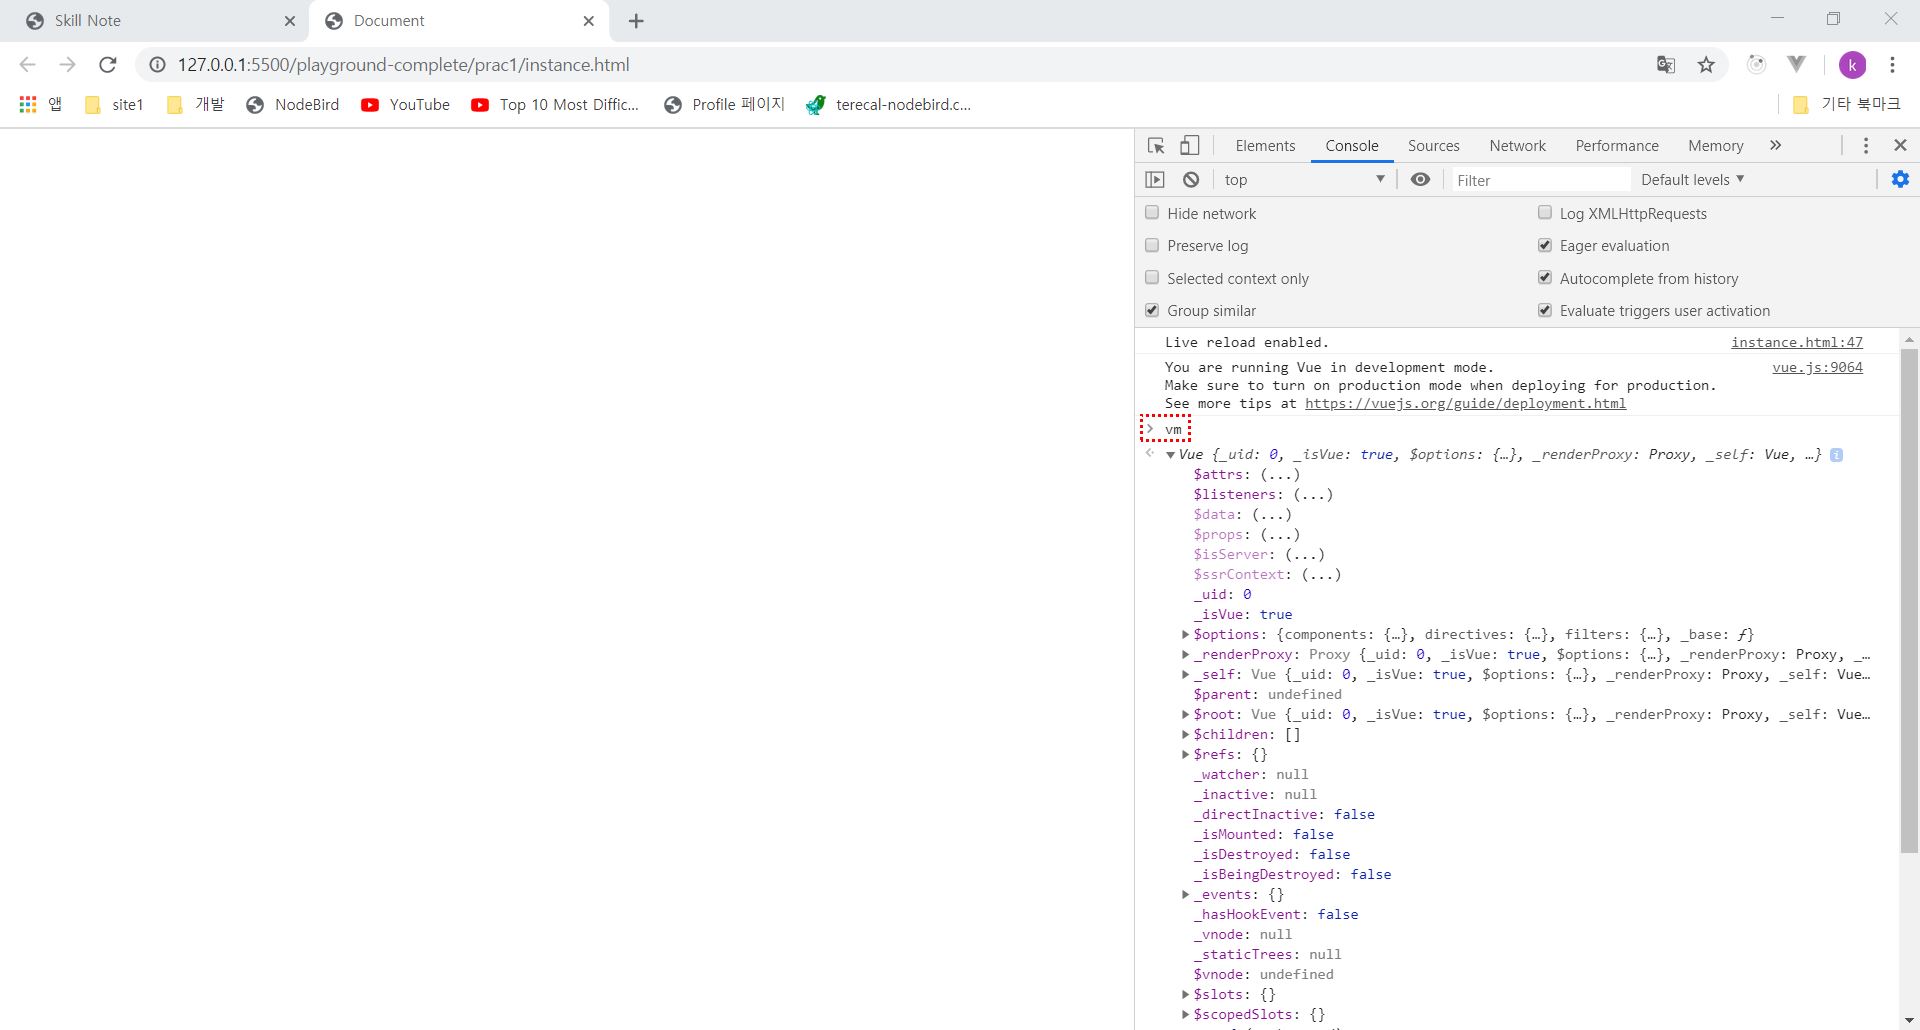 Skill Note
Document
127.0.0.1:5500/playground-complete/prac1/instance.html
k
앱 site1 개발 NodeBird YouTube Top 10 Most Diffic... Profile 페이지 terecal-nodebird.c... 기타 북마크
Elements Console Sources Network Performance Memory »
top Filter Default levels
Hide network Log XMLHttpRequests
Preserve log Eager evaluation
Selected context only Autocomplete from history
Group similar Evaluate triggers user activation
Live reload enabled. instance.html:47
You are running Vue in development mode. vue.js:9064
Make sure to turn on production mode when deploying for production.
See more tips at https://vuejs.org/guide/deployment.html
> vm
Vue {_uid: 0, _isVue: true, $options: {…}, _renderProxy: Proxy, _self: Vue, …}
$attrs: (...)
$listeners: (...)
$data: (...)
$props: (...)
$isServer: (...)
$ssrContext: (...)
_uid: 0
_isVue: true
$options: {components: {…}, directives: {…}, filters: {…}, _base: ƒ}
_renderProxy: Proxy {_uid: 0, _isVue: true, $options: {…}, _renderProxy: Proxy, _…
_self: Vue {_uid: 0, _isVue: true, $options: {…}, _renderProxy: Proxy, _self: Vue…
$parent: undefined
$root: Vue {_uid: 0, _isVue: true, $options: {…}, _renderProxy: Proxy, _self: Vue…
$children: []
$refs: {}
_watcher: null
_inactive: null
_directInactive: false
_isMounted: false
_isDestroyed: false
_isBeingDestroyed: false
_events: {}
_hasHookEvent: false
_vnode: null
_staticTrees: null
$vnode: undefined
$slots: {}
$scopedSlots: {}